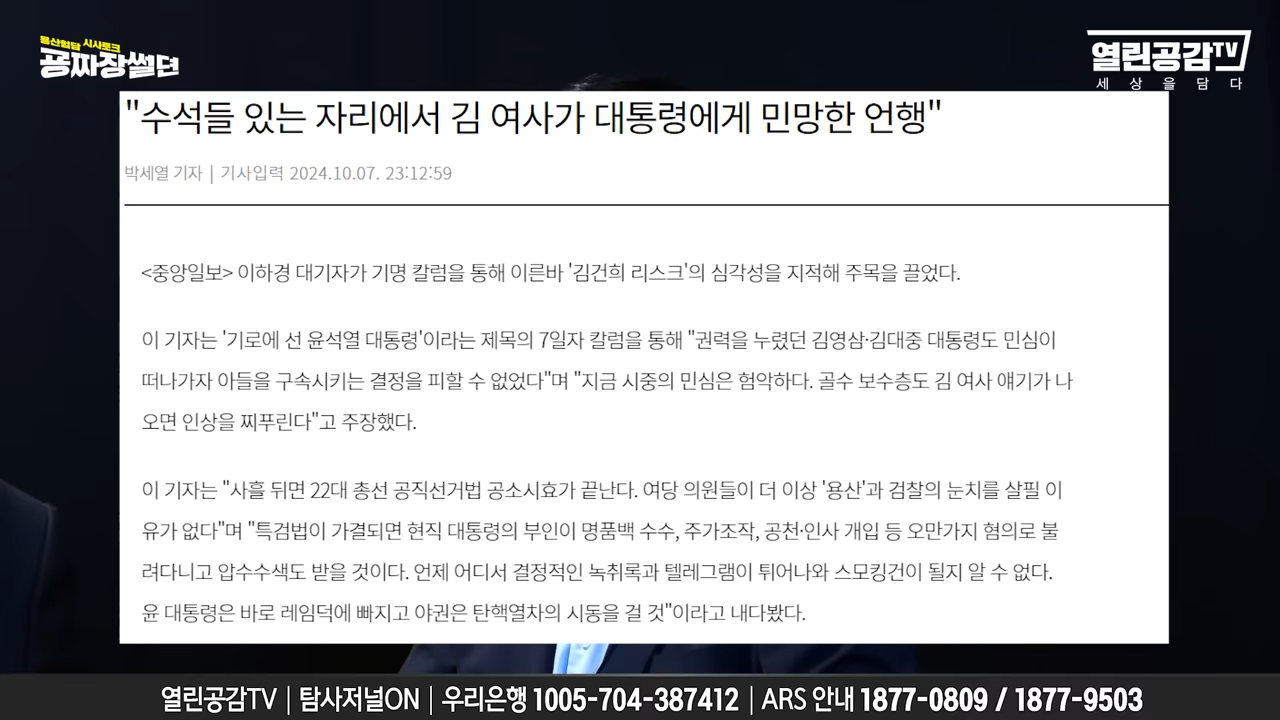 용산험담 시사토크
용짜장썰뎐
열린공감TV
세상을담다
"수석들 있는 자리에서 김 여사가 대통령에게 민망한 언행"
박세열 기자 | 기사입력 2024.10.07. 23:12:59
<중앙일보> 이하경 대기자가 기명 칼럼을 통해 이른바 '김건희 리스크'의 심각성을 지적해 주목을 끌었다.
이 기자는 '기로에 선 윤석열 대통령'이라는 제목의 7일자 칼럼을 통해 "권력을 누렸던 김영삼·김대중 대통령도 민심이
떠나가자 아들을 구속시키는 결정을 피할 수 없었다"며 "지금 시중의 민심은 험악하다. 골수 보수층도 김 여사 얘기가 나
오면 인상을 찌푸린다"고 주장했다.
이 기자는 "사흘 뒤면 22대 총선 공직선거법 공소시효가 끝난다. 여당 의원들이 더 이상 '용산'과 검찰의 눈치를 살필 이
유가 없다"며 "특검법이 가결되면 현직 대통령의 부인이 명품백 수수, 주가조작, 공천·인사 개입 등 오만가지 혐의로 불
려다니고 압수수색도 받을 것이다. 언제 어디서 결정적인 녹취록과 텔레그램이 튀어나와 스모킹건이 될지 알 수 없다.
윤 대통령은 바로 레임덕에 빠지고 야권은 탄핵열차의 시동을 걸 것"이라고 내다봤다.
열린공감TV | 탐사저널ON | 우리은행 1005-704-387412 | ARS 안내 1877-0809 / 1877-9503